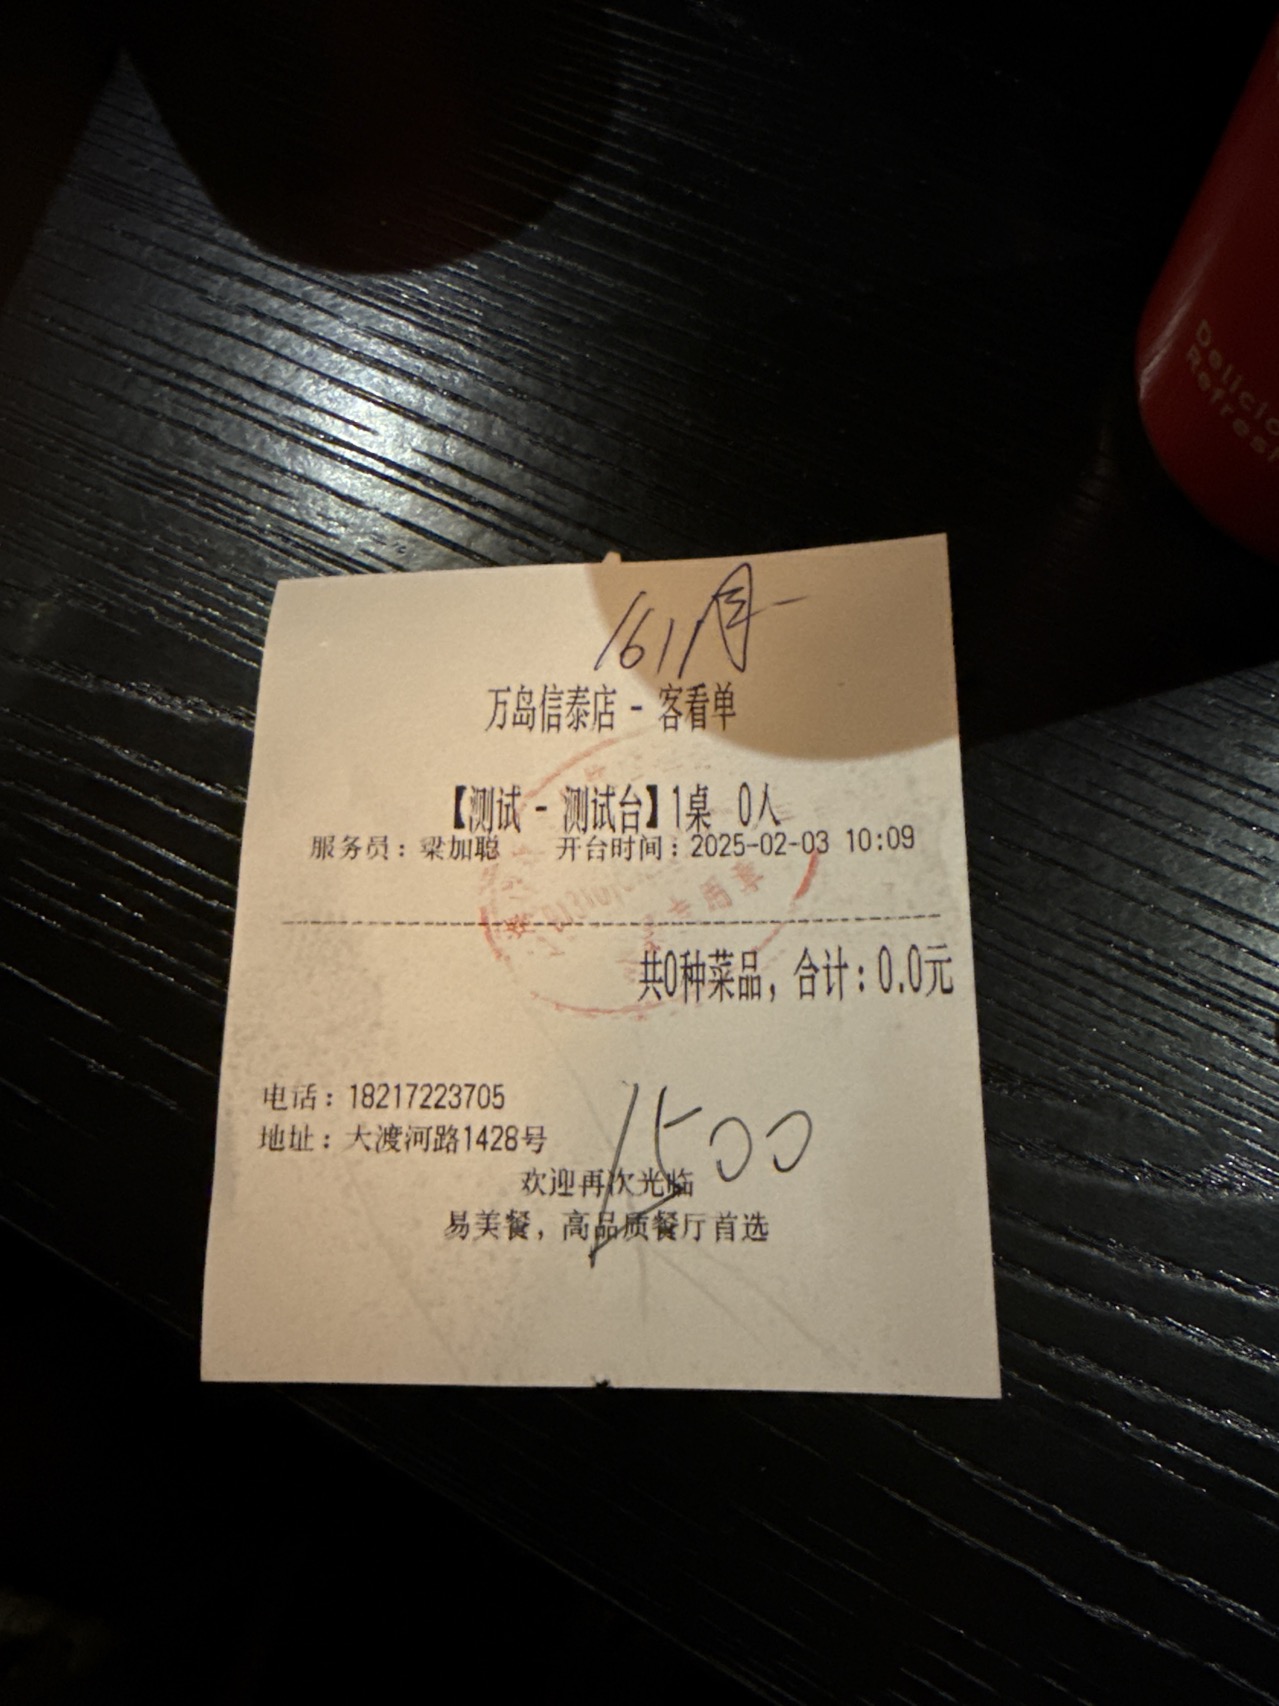 161
万岛信泰店 - 客看单
【测试 - 测试台】1桌 0人
服务员：梁加聪 开台时间：2025-02-03 10:09
共0种菜品，合计：0.0元
电话：18217223705
地址：大渡河路1428号
1500
欢迎再次光临
易美餐，高品质餐厅首选